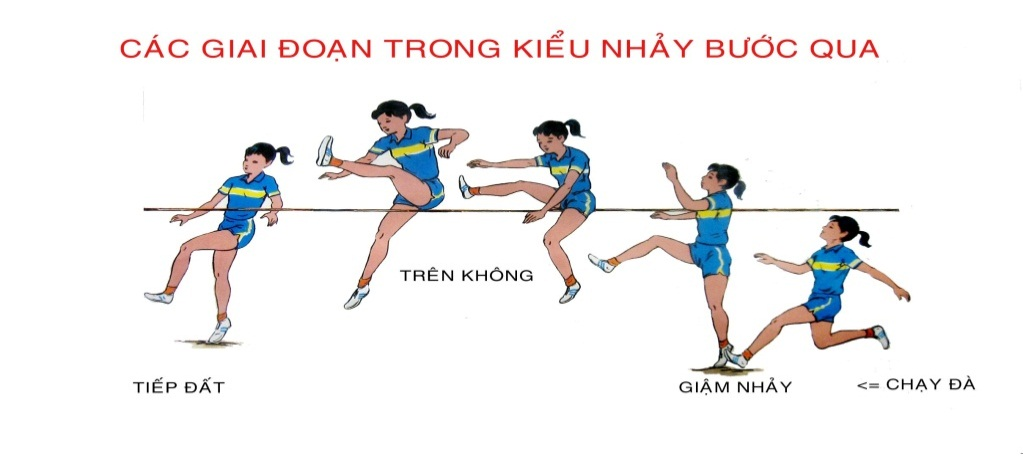 CÁC GIAI ĐOẠN TRONG KIỂU NHẢY BƯỚC QUA
TRÊN KHÔNG
TIẾP ĐẤT
GIẬM NHẢY
<= CHẠY ĐÀ